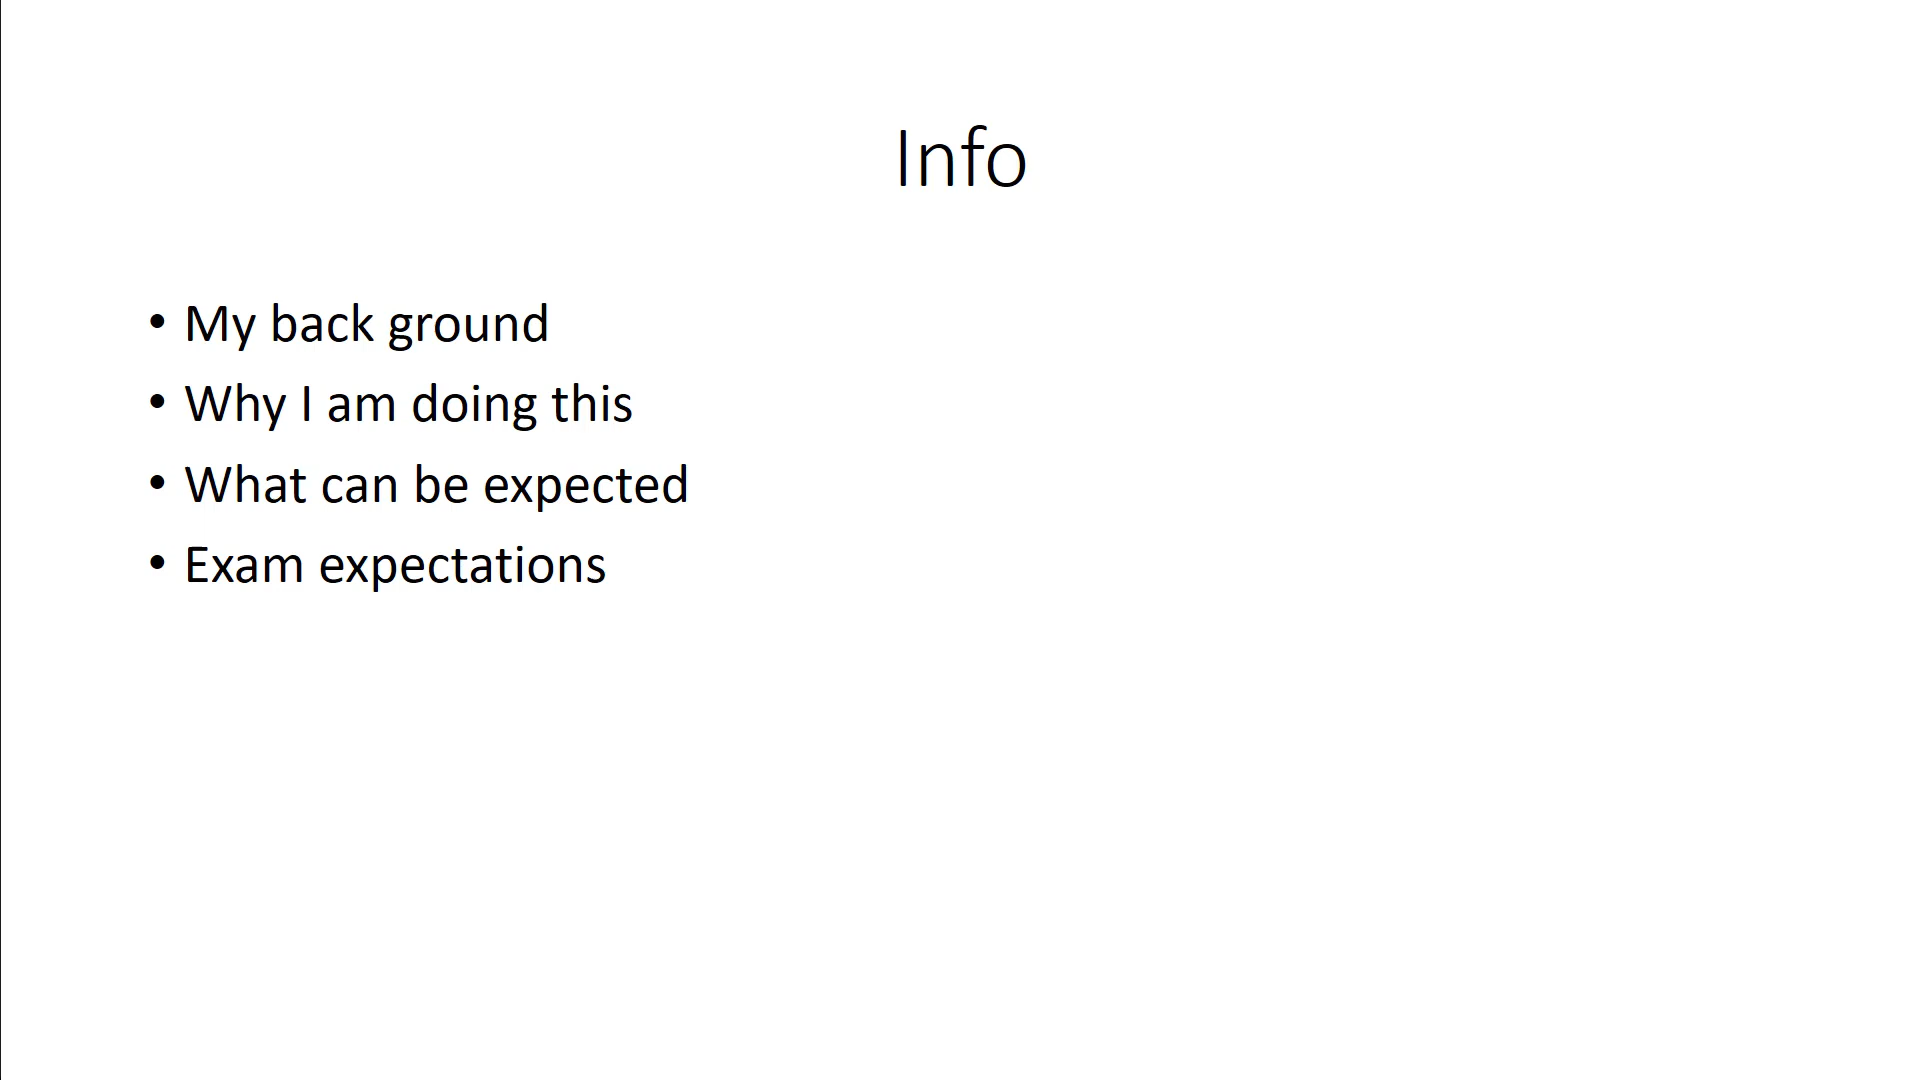 Info
• My back ground
• Why I am doing this
• What can be expected
• Exam expectations